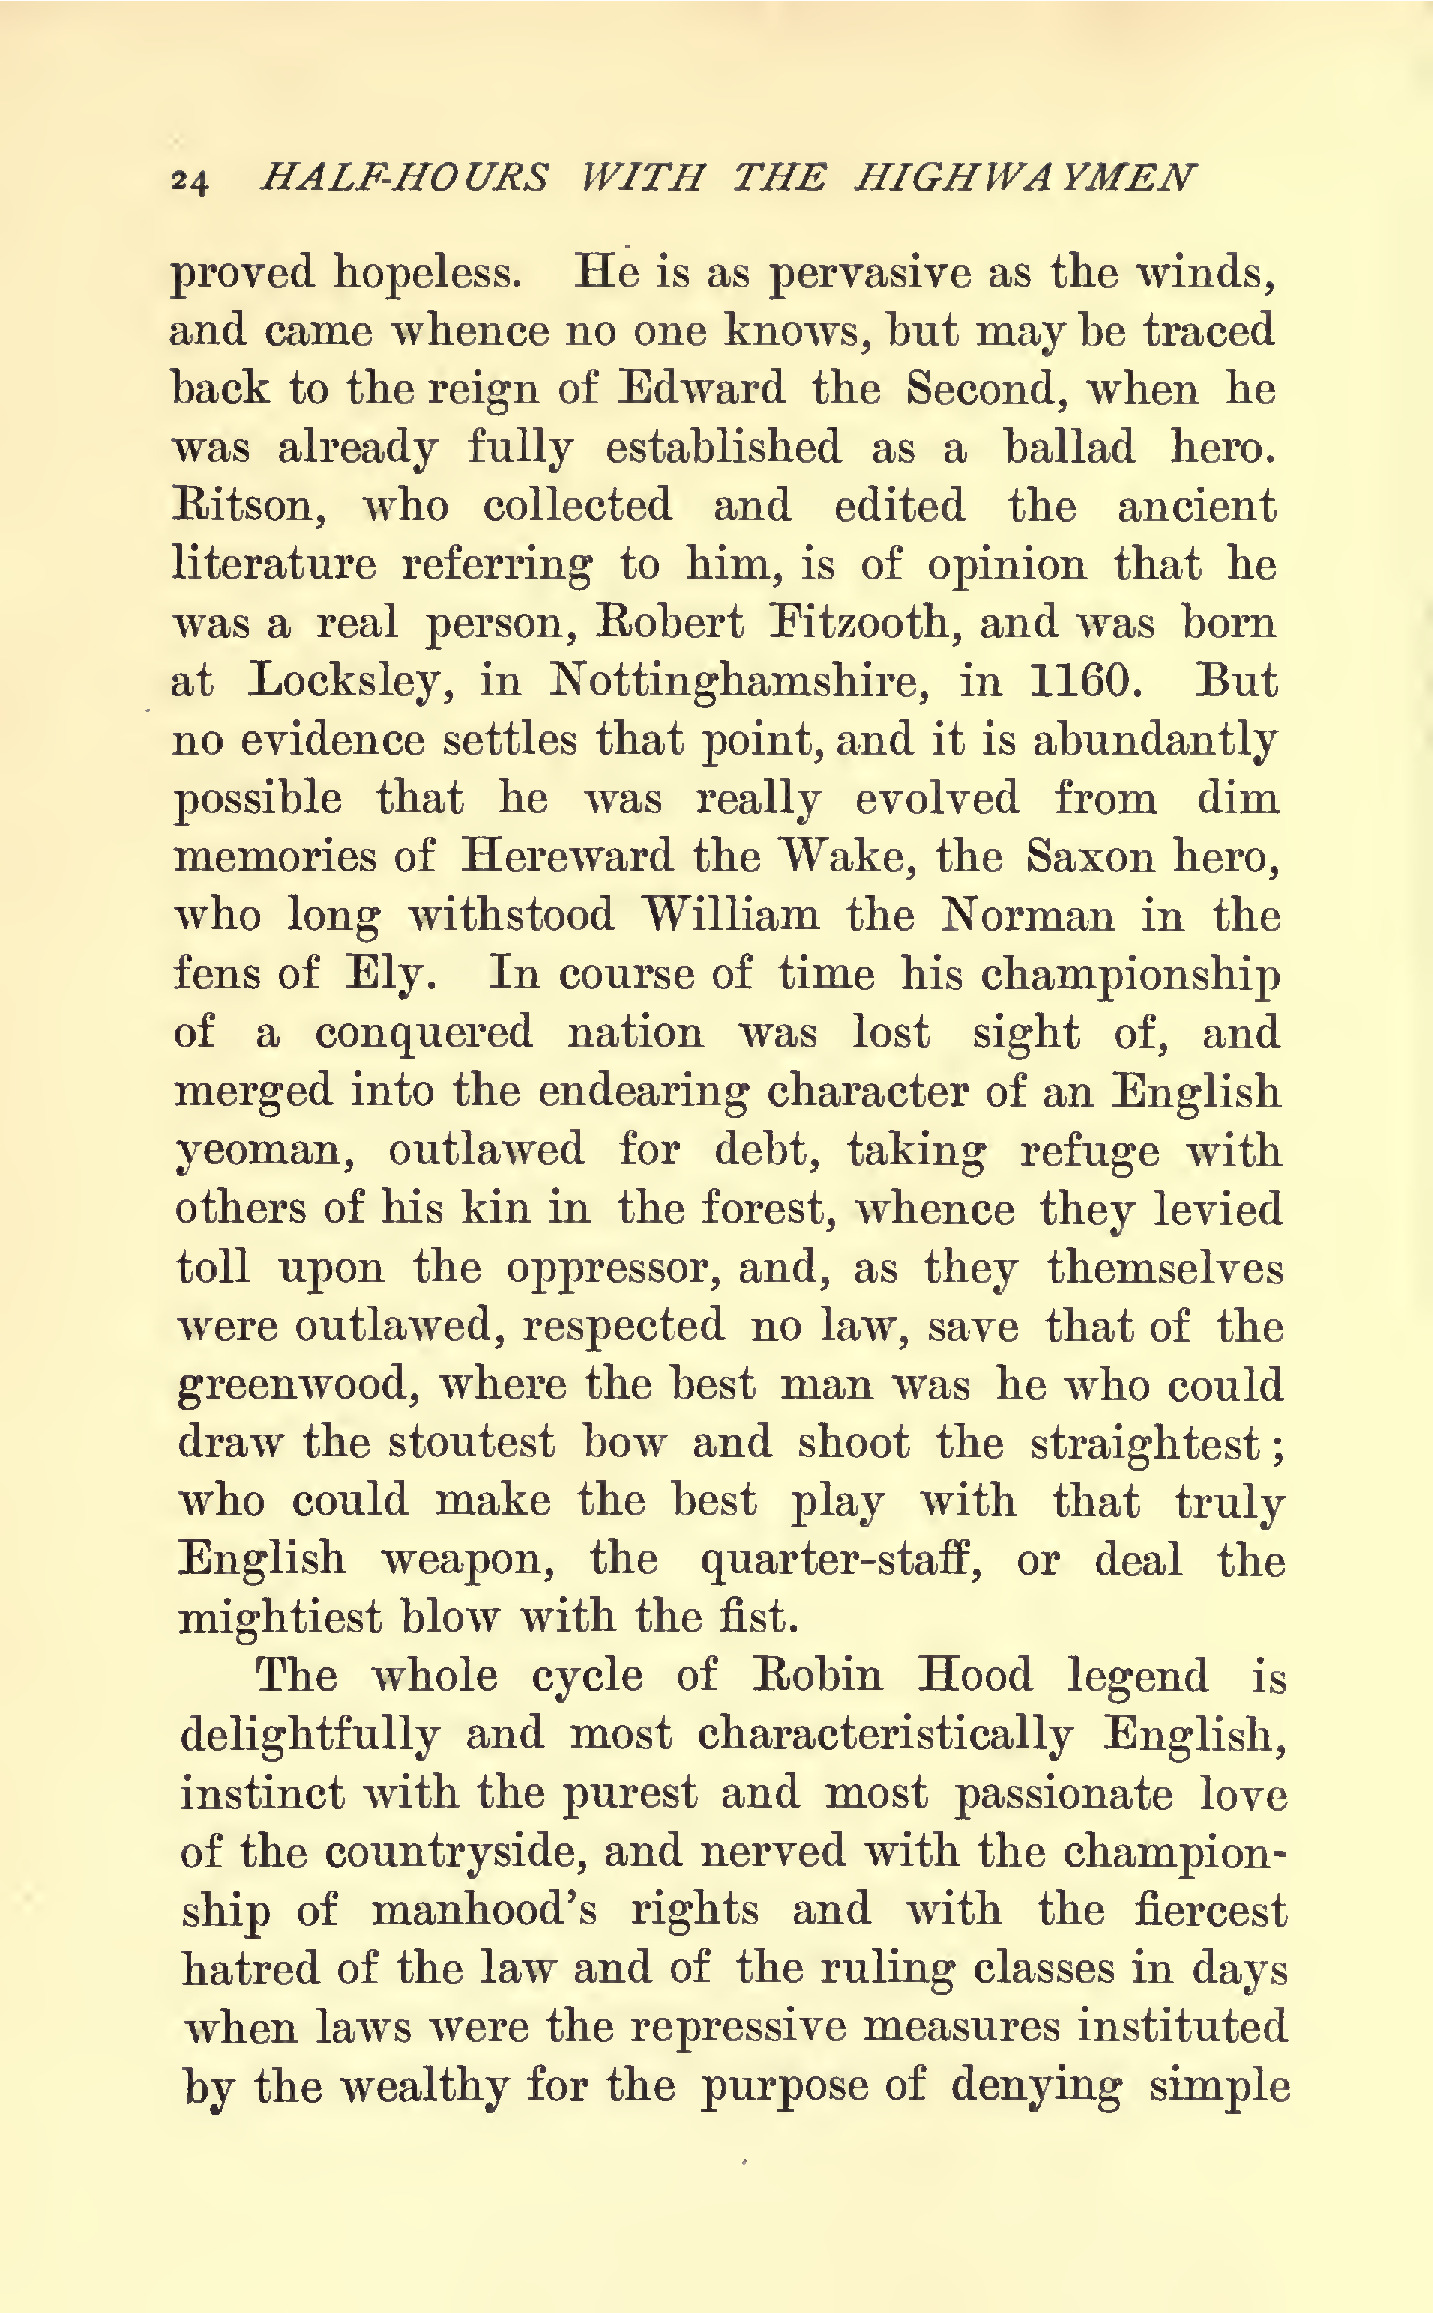 24 HALF-HOURS WITH THE HIGHWAYMEN
proved hopeless. He is as pervasive as the winds,
and came whence no one knows, but may be traced
back to the reign of Edward the Second, when he
was already fully established as a ballad hero.
Ritson, who collected and edited the ancient
literature referring to him, is of opinion that he
was a real person, Robert Fitzooth, and was born
at Locksley, in Nottinghamshire, in 1160. But
no evidence settles that point, and it is abundantly
possible that he was really evolved from dim
memories of Hereward the Wake, the Saxon hero,
who long withstood William the Norman in the
fens of Ely. In course of time his championship
of a conquered nation was lost sight of, and
merged into the endearing character of an English
yeoman, outlawed for debt, taking refuge with
others of his kin in the forest, whence they levied
toll upon the oppressor, and, as they themselves
were outlawed, respected no law, save that of the
greenwood, where the best man was he who could
draw the stoutest bow and shoot the straightest ;
who could make the best play with that truly
English weapon, the quarter-staff, or deal the
mightiest blow with the fist.
The whole cycle of Robin Hood legend is
delightfully and most characteristically English,
instinct with the purest and most passionate love
of the countryside, and nerved with the champion-
ship of manhood's rights and with the fiercest
hatred of the law and of the ruling classes in days
when laws were the repressive measures instituted
by the wealthy for the purpose of denying simple